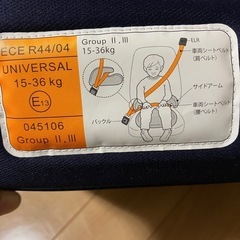 ECE R44/04
UNIVERSAL
15-36 kg
E13
045106
Group II, III
Group II, III
15-36kg
ELR
車両シートベルト
(肩ベルト)
サイドアーム
バックル
車両シートベルト
(腰ベルト)